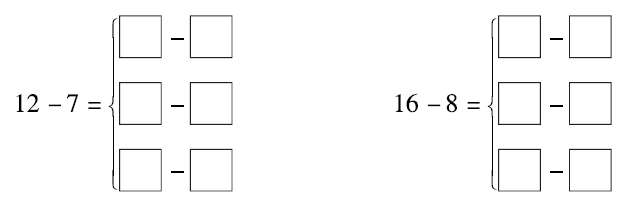 12 − 7 = { □ − □
□ − □
□ − □
16 − 8 = { □ − □
□ − □
□ − □